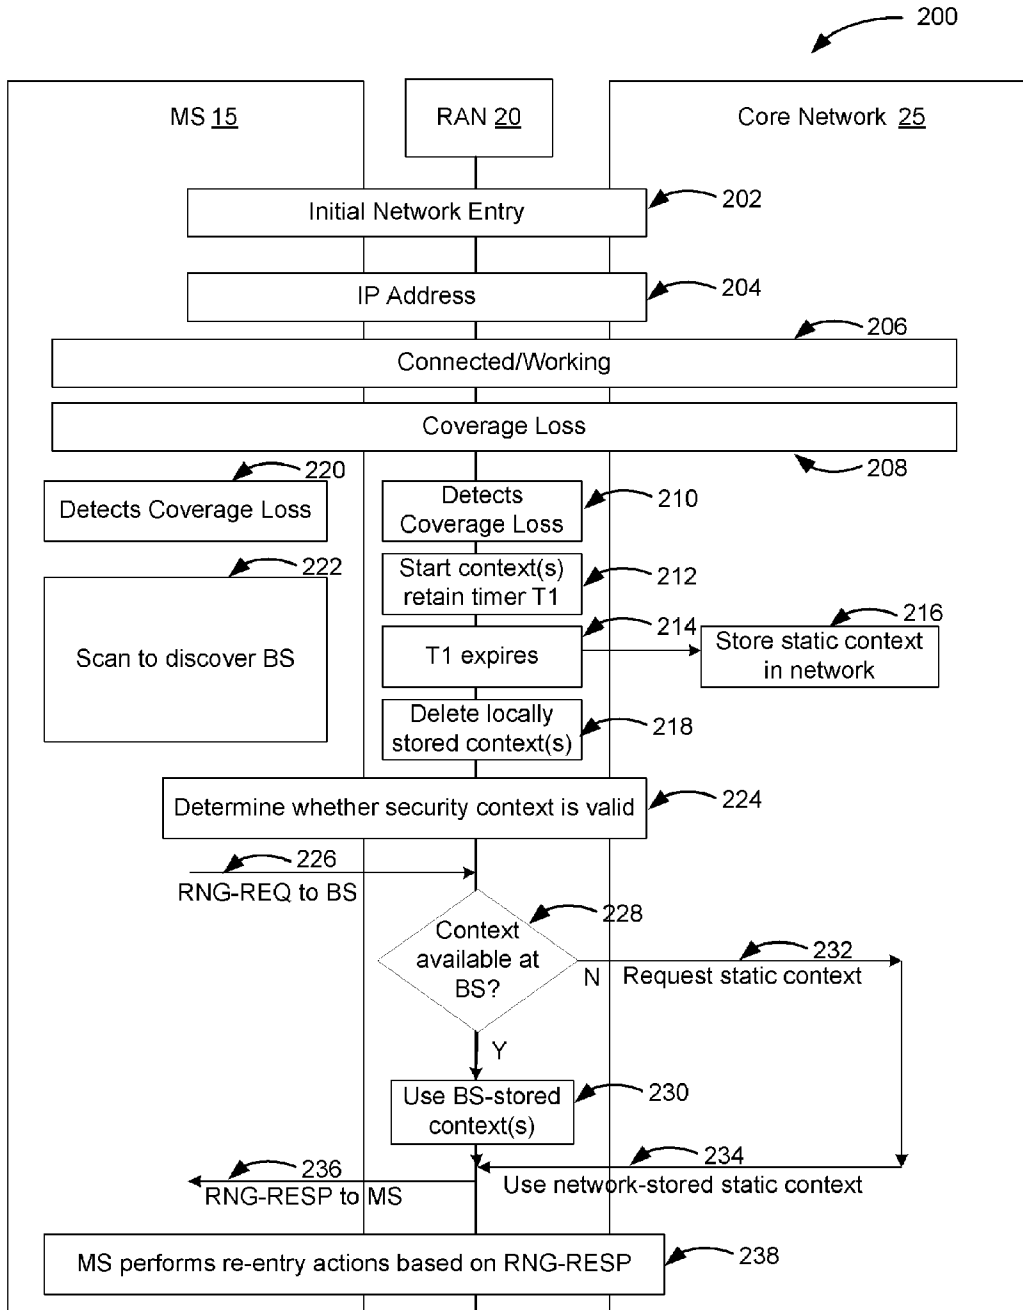 200
MS 15
RAN 20
Core Network 25
Initial Network Entry
202
IP Address
204
206
Connected/Working
Coverage Loss
208
220
Detects Coverage Loss
Detects
Coverage Loss
210
222
Scan to discover BS
Start context(s)
retain timer T1
212
214
T1 expires
216
Store static context
in network
Delete locally
stored context(s)
218
Determine whether security context is valid
224
226
RNG-REQ to BS
228
Context
available at
BS?
N
232
Request static context
Y
Use BS-stored
context(s)
230
234
Use network-stored static context
236
RNG-RESP to MS
MS performs re-entry actions based on RNG-RESP
238